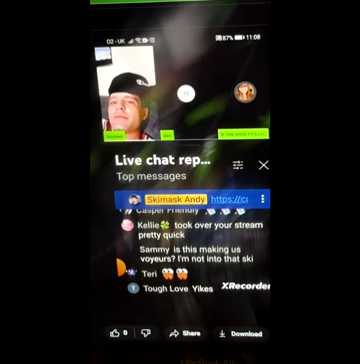 O2 - UK
87% 11:08
Live chat rep...
Top messages
Skimask Andy https://c
Casper Friendly
Kellie🍀 took over your stream
pretty quick
Sammy is this making us
voyeurs? I'm not into that ski
Teri
T Tough Love Yikes
XRecorder
0 Share Download